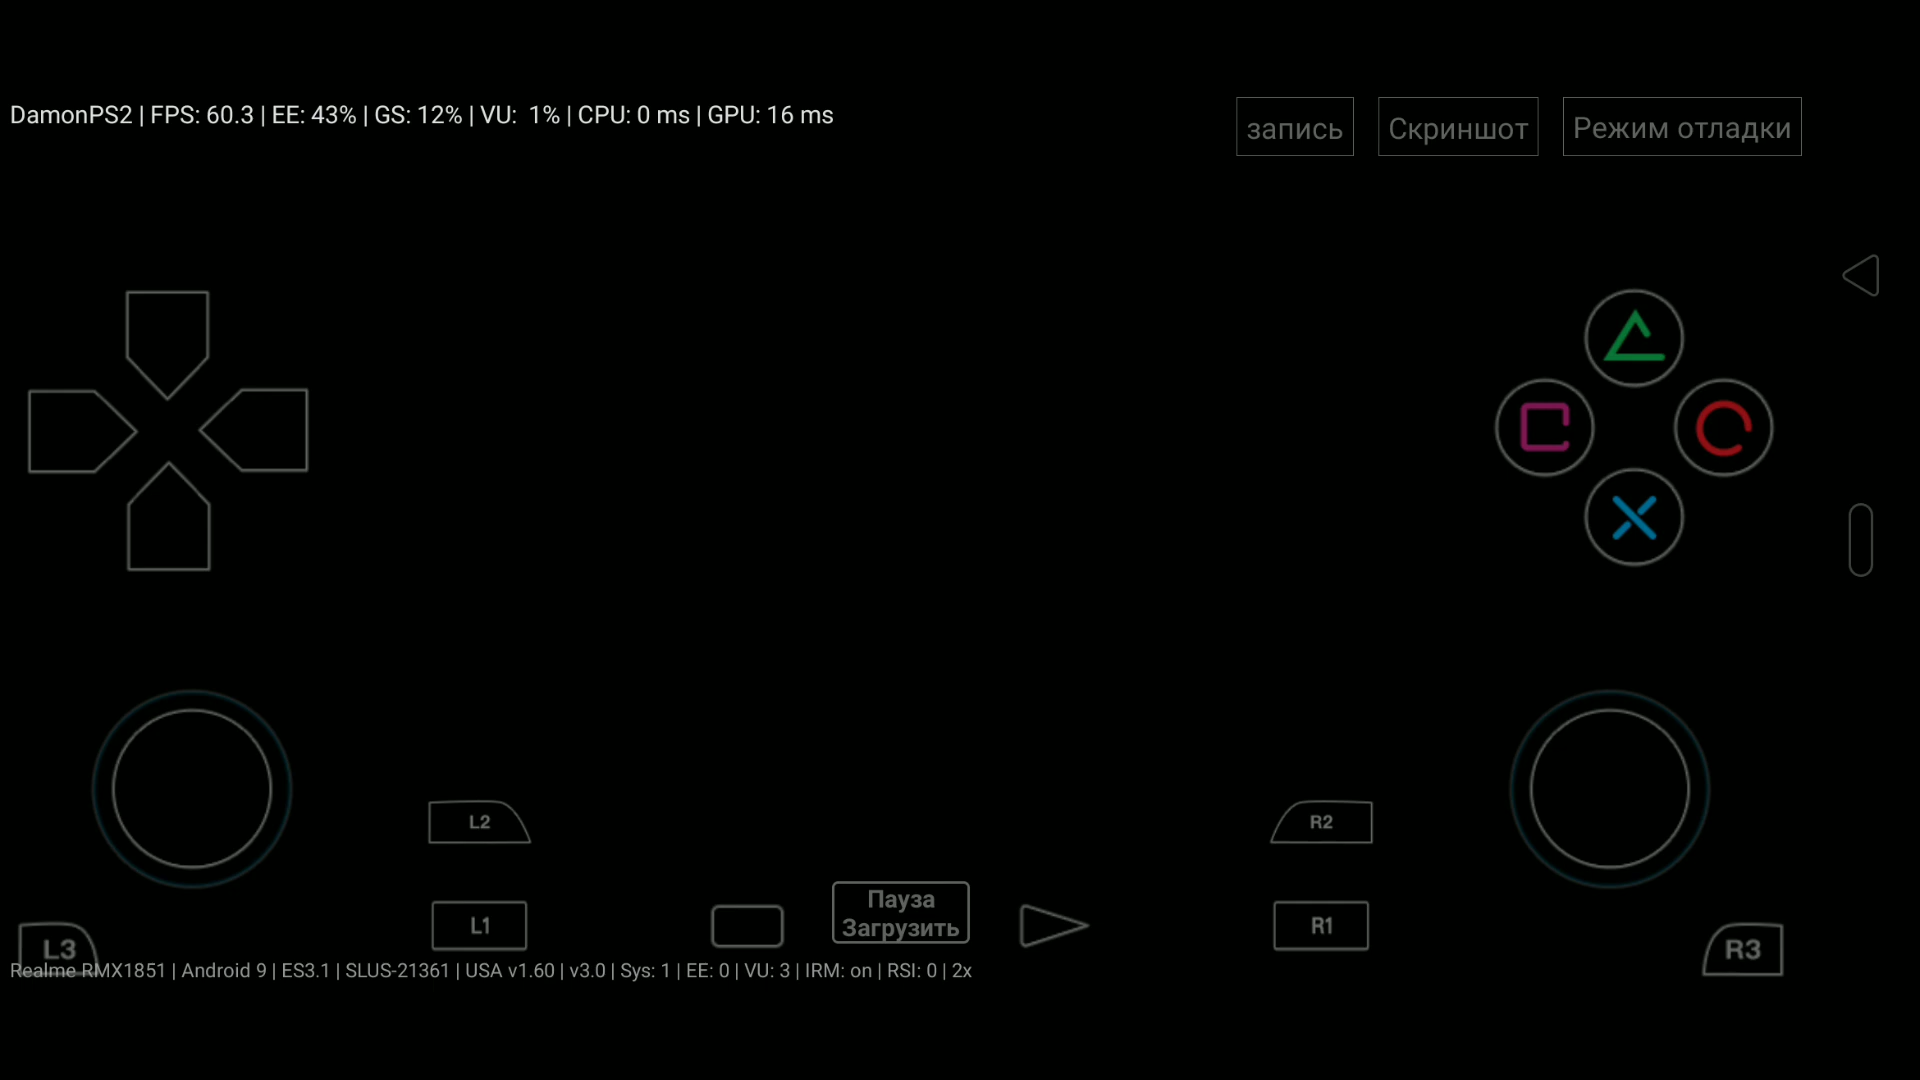 DamonPS2 | FPS: 60.3 | EE: 43% | GS: 12% | VU:  1% | CPU: 0 ms | GPU: 16 ms
запись
Скриншот
Режим отладки
L2
R2
L1
Пауза
Загрузить
R1
L3
R3
Realme RMX1851 | Android 9 | ES3.1 | SLUS-21361 | USA v1.60 | v3.0 | Sys: 1 | EE: 0 | VU: 3 | IRM: on | RSI: 0 | 2x